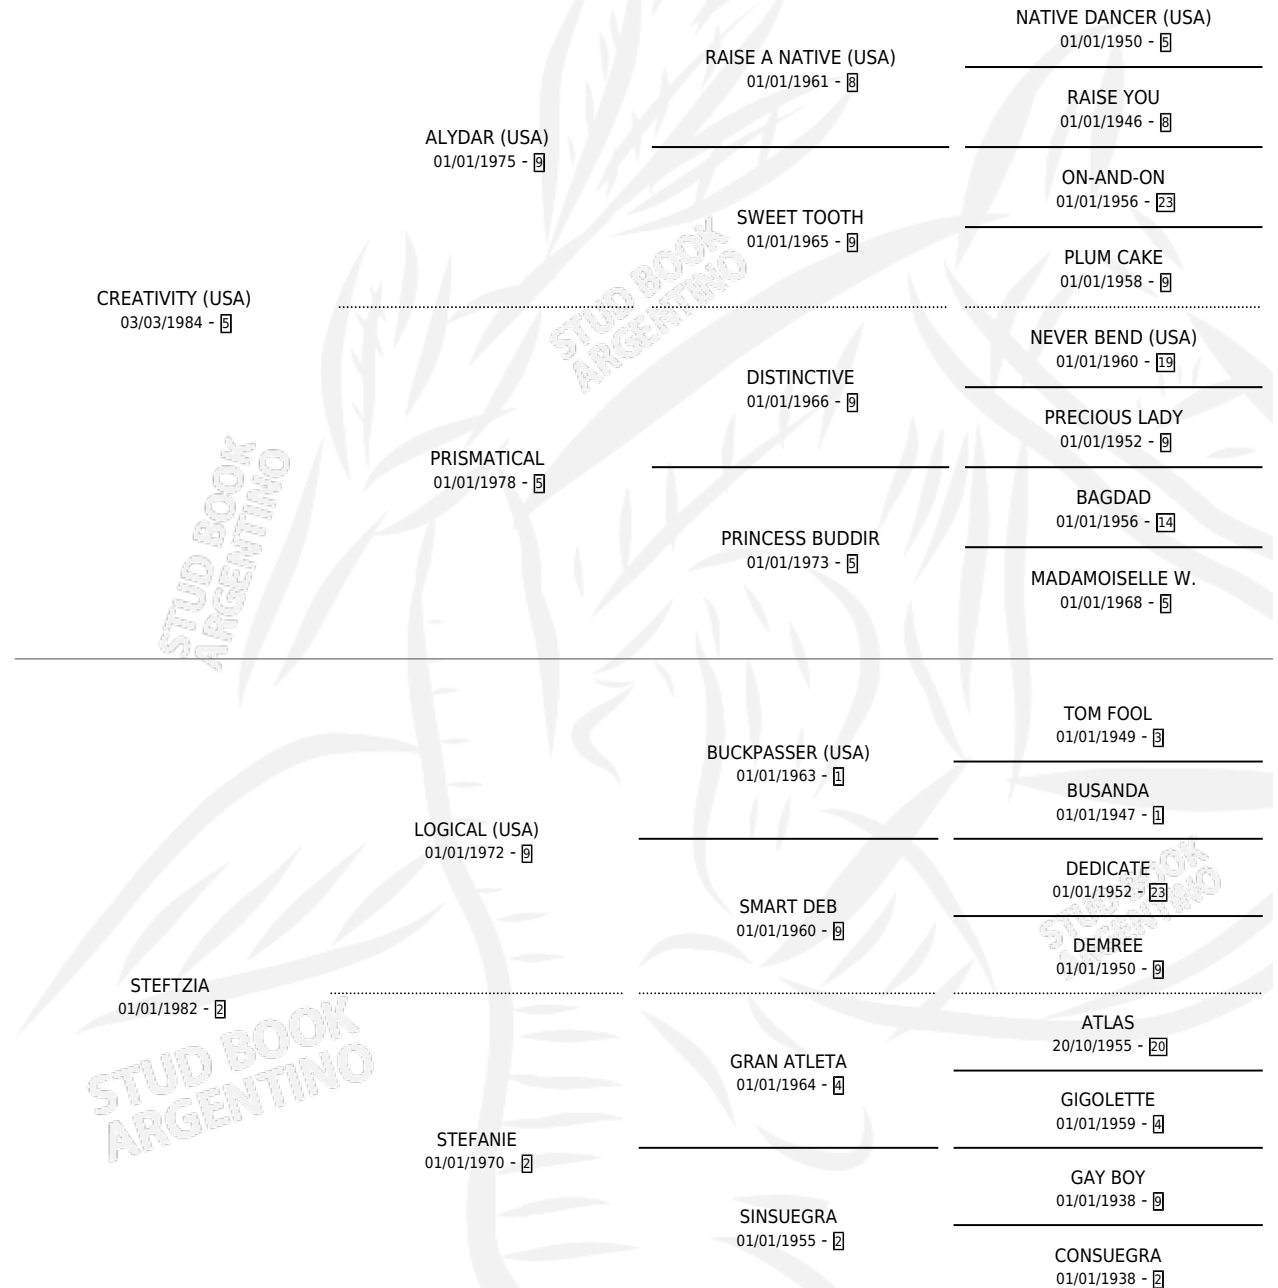 NATIVE DANCER (USA)
01/01/1950 - 5
RAISE A NATIVE (USA)
01/01/1961 - 8
RAISE YOU
01/01/1946 - 8
ALYDAR (USA)
01/01/1975 - 9
ON-AND-ON
01/01/1956 - 23
SWEET TOOTH
01/01/1965 - 9
PLUM CAKE
01/01/1958 - 9
CREATIVITY (USA)
03/03/1984 - 5
NEVER BEND (USA)
01/01/1960 - 19
DISTINCTIVE
01/01/1966 - 9
PRECIOUS LADY
01/01/1952 - 9
PRISMATICAL
01/01/1978 - 5
BAGDAD
01/01/1956 - 14
PRINCESS BUDDIR
01/01/1973 - 5
MADAMOISELLE W.
01/01/1968 - 5
TOM FOOL
01/01/1949 - 3
BUCKPASSER (USA)
01/01/1963 - 1
BUSANDA
01/01/1947 - 1
LOGICAL (USA)
01/01/1972 - 9
DEDICATE
01/01/1952 - 23
SMART DEB
01/01/1960 - 9
DEMREE
01/01/1950 - 9
STEFTZIA
01/01/1982 - 2
ATLAS
20/10/1955 - 20
GRAN ATLETA
01/01/1964 - 4
GIGOLETTE
01/01/1959 - 4
STEFANIE
01/01/1970 - 2
GAY BOY
01/01/1938 - 9
SINSUEGRA
01/01/1955 - 2
CONSUEGRA
01/01/1938 - 2
STUD BOOK
ARGENTINO
STUD BOOK
ARGENTINO
STUD BOOK
ARGENTINO
STUD BOOK
ARGENTINO